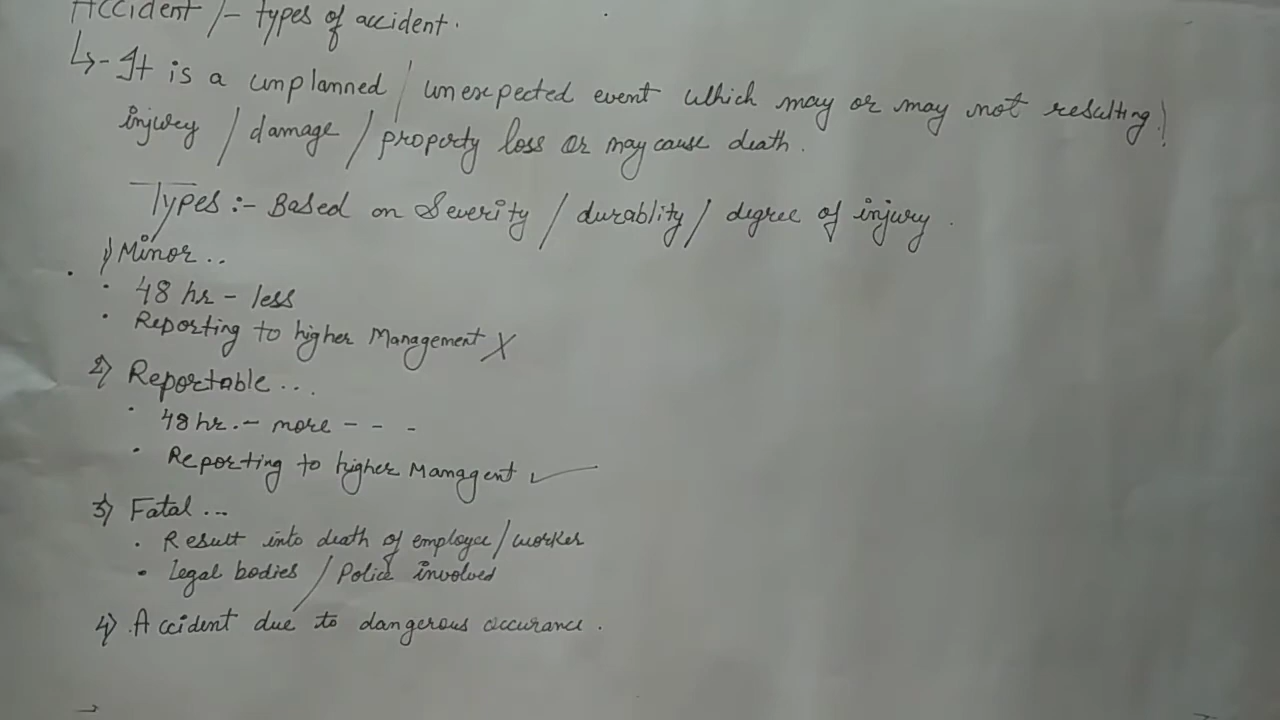 Accident /- types of accident.
↳- It is a unplanned / unexpected event which may or may not resulting /
injury / damage / property loss or may cause death.
Types :- Based on Severity / durablity / degree of injury.
1) Minor..
• 48 hr - less
• Reporting to higher Management X
2) Reportable...
• 48 hr. - more - - -
• Reporting to higher Managgent ✓
3) Fatal...
• Result into death of employee/worker
• Legal bodies / Police involved
4) Accident due to dangerous occurance.
→